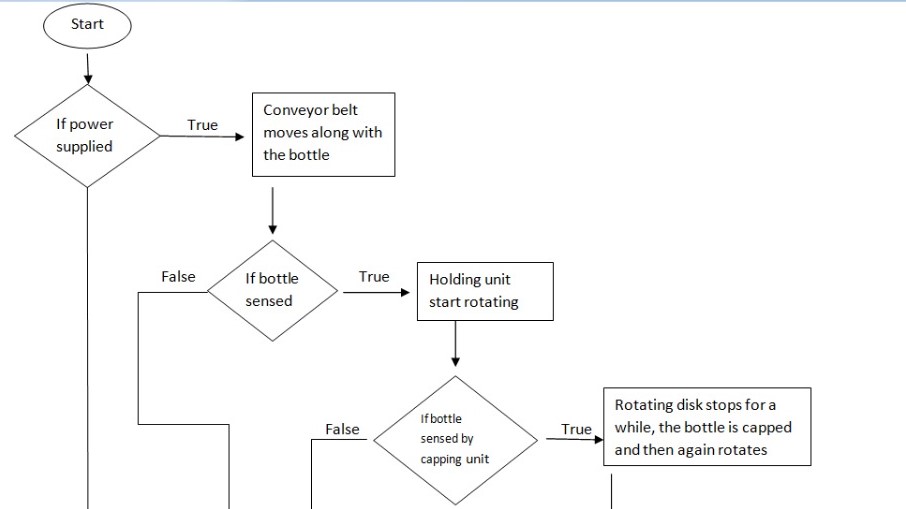 Start
If power
supplied
True
Conveyor belt
moves along with
the bottle
False
If bottle
sensed
True
Holding unit
start rotating
False
If bottle
sensed by
capping unit
True
Rotating disk stops for a
while, the bottle is capped
and then again rotates